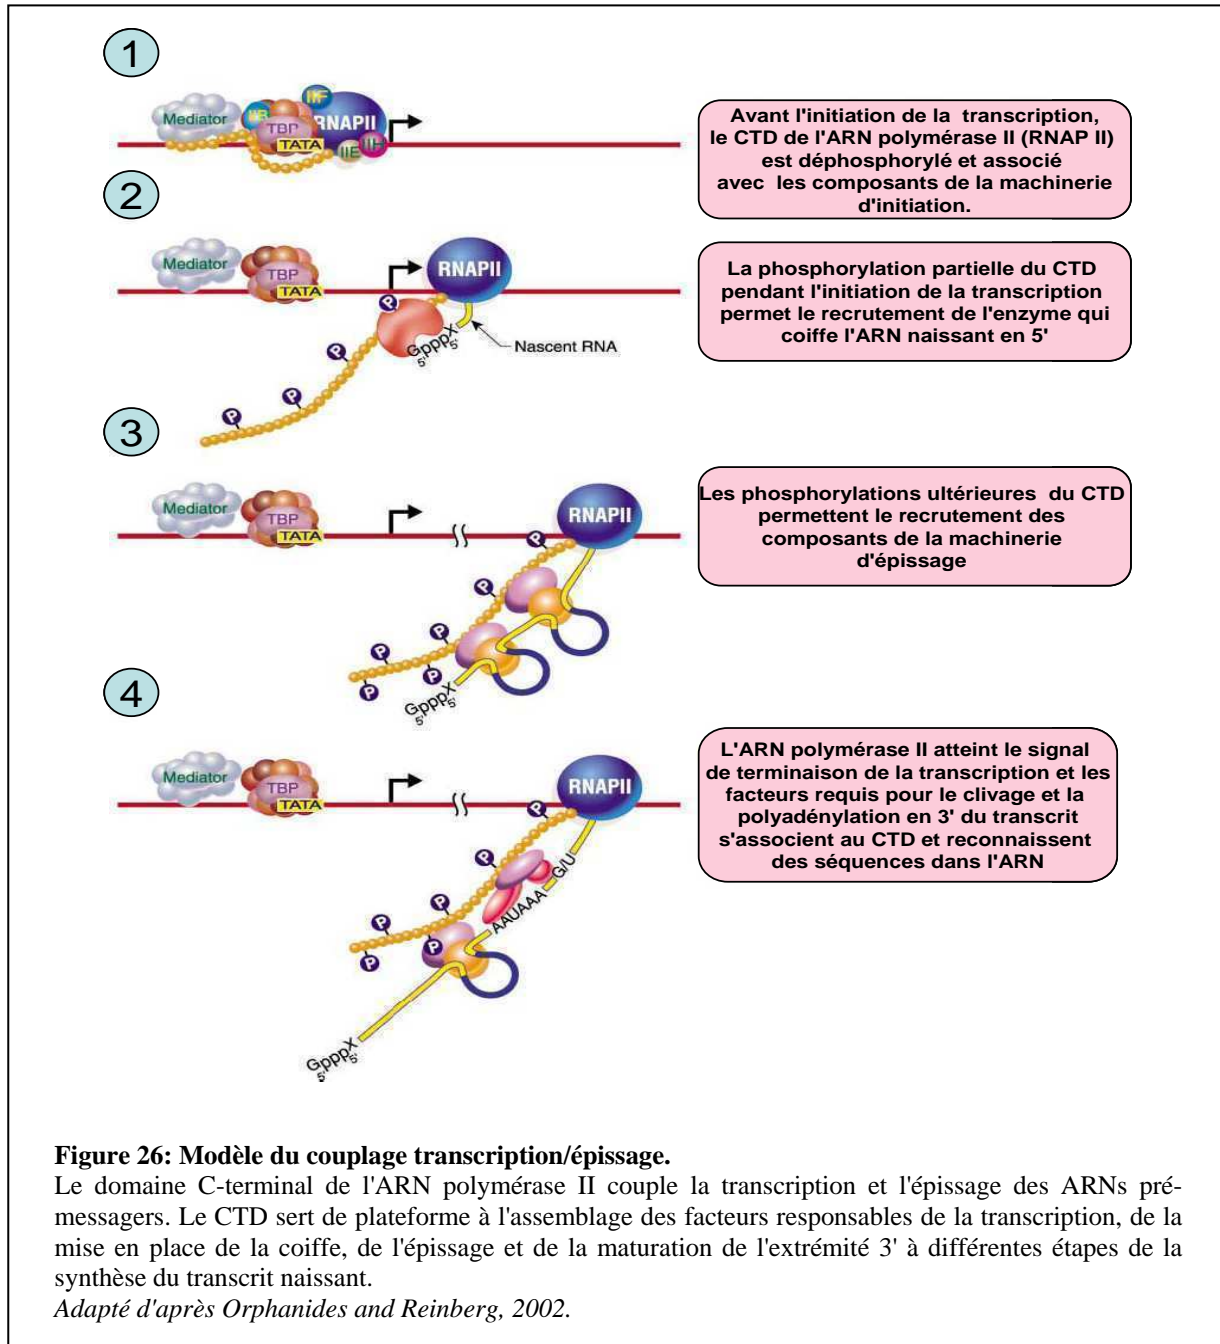 1
Mediator
IIB
IIF
TBP
RNAPII
TATA
IIE
IIH
Avant l'initiation de la transcription,
le CTD de l'ARN polymérase II (RNAP II)
est déphosphorylé et associé
avec les composants de la machinerie
d'initiation.
2
Mediator
TBP
TATA
RNAPII
P
GpppX
5' 5'
Nascent RNA
P
P
P
La phosphorylation partielle du CTD
pendant l'initiation de la transcription
permet le recrutement de l'enzyme qui
coiffe l'ARN naissant en 5'
3
Mediator
TBP
TATA
RNAPII
P
P
P
P
P
P
GpppX
5' 5'
Les phosphorylations ultérieures du CTD
permettent le recrutement des
composants de la machinerie
d'épissage
4
Mediator
TBP
TATA
RNAPII
P
P
G/U
AAUAAA
P
P
P
P
GpppX
5' 5'
L'ARN polymérase II atteint le signal
de terminaison de la transcription et les
facteurs requis pour le clivage et la
polyadénylation en 3' du transcrit
s'associent au CTD et reconnaissent
des séquences dans l'ARN
Figure 26: Modèle du couplage transcription/épissage.
Le domaine C-terminal de l'ARN polymérase II couple la transcription et l'épissage des ARNs pré-
messagers. Le CTD sert de plateforme à l'assemblage des facteurs responsables de la transcription, de la
mise en place de la coiffe, de l'épissage et de la maturation de l'extrémité 3' à différentes étapes de la
synthèse du transcrit naissant.
Adapté d'après Orphanides and Reinberg, 2002.